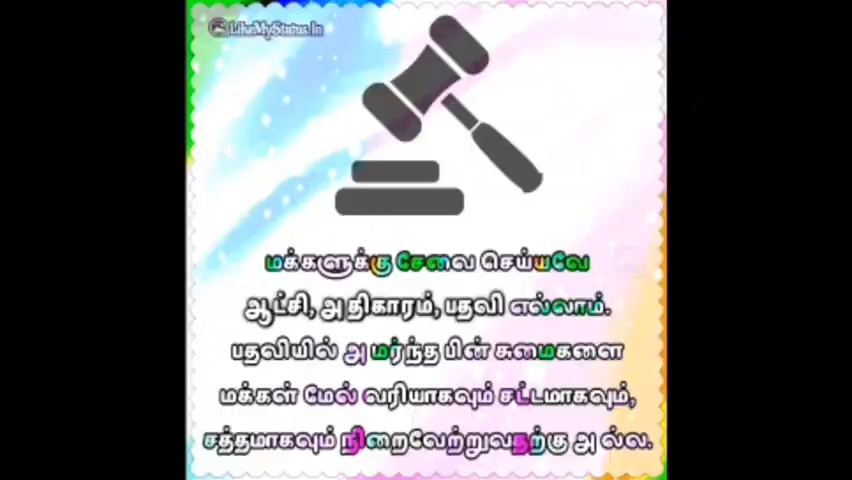 LikeMyStatus.In
மக்களுக்கு சேவை செய்யவே
ஆட்சி, அதிகாரம், பதவி எல்லாம்.
பதவியில் அமர்ந்த பின் சுமைகளை
மக்கள் மேல் வரியாகவும் சட்டமாகவும்,
சத்தமாகவும் நிறைவேற்றுவதற்கு அல்ல.